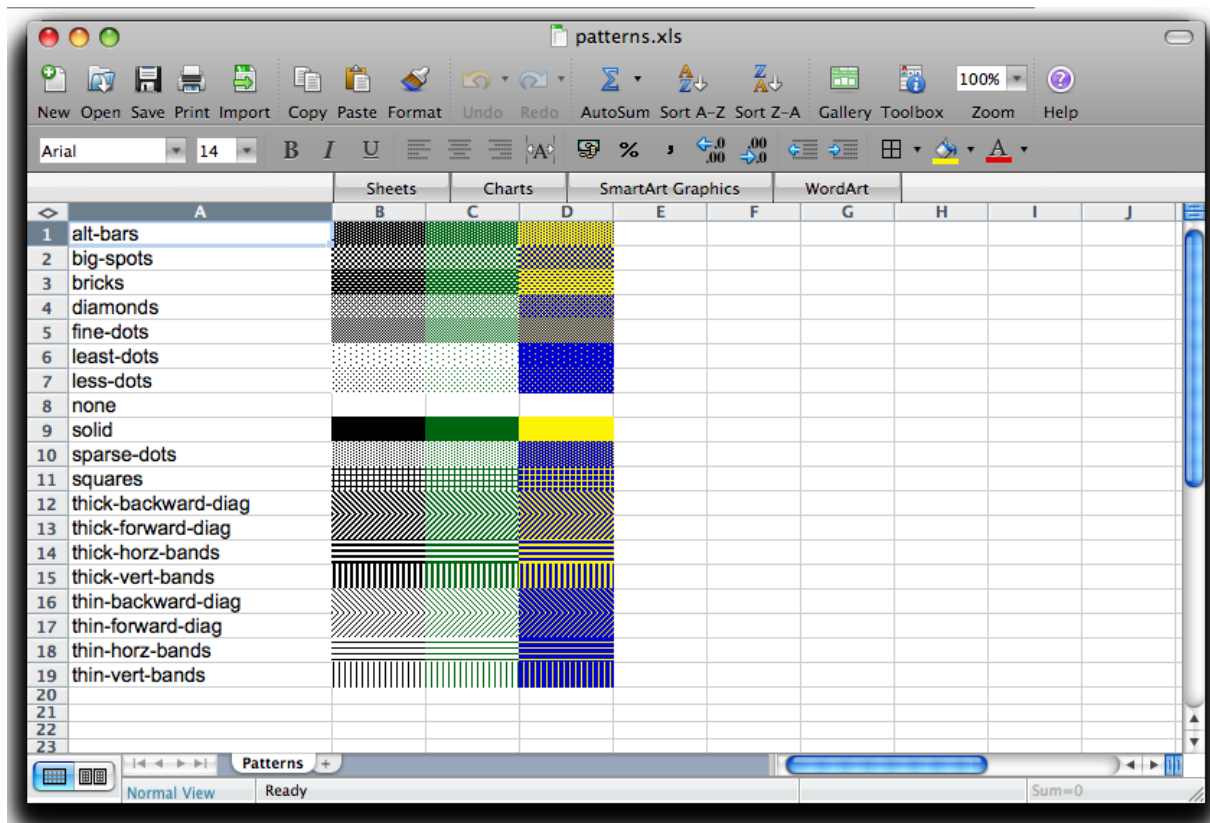 patterns.xls
New Open Save Print Import Copy Paste Format Undo Redo AutoSum Sort A-Z Sort Z-A Gallery Toolbox Zoom Help
100%
Arial 14 B I U A % , .0 .00 .00 .0 A
Sheets Charts SmartArt Graphics WordArt
A B C D E F G H I J
1 alt-bars
2 big-spots
3 bricks
4 diamonds
5 fine-dots
6 least-dots
7 less-dots
8 none
9 solid
10 sparse-dots
11 squares
12 thick-backward-diag
13 thick-forward-diag
14 thick-horz-bands
15 thick-vert-bands
16 thin-backward-diag
17 thin-forward-diag
18 thin-horz-bands
19 thin-vert-bands
20
21
22
23
Patterns +
Normal View Ready Sum=0